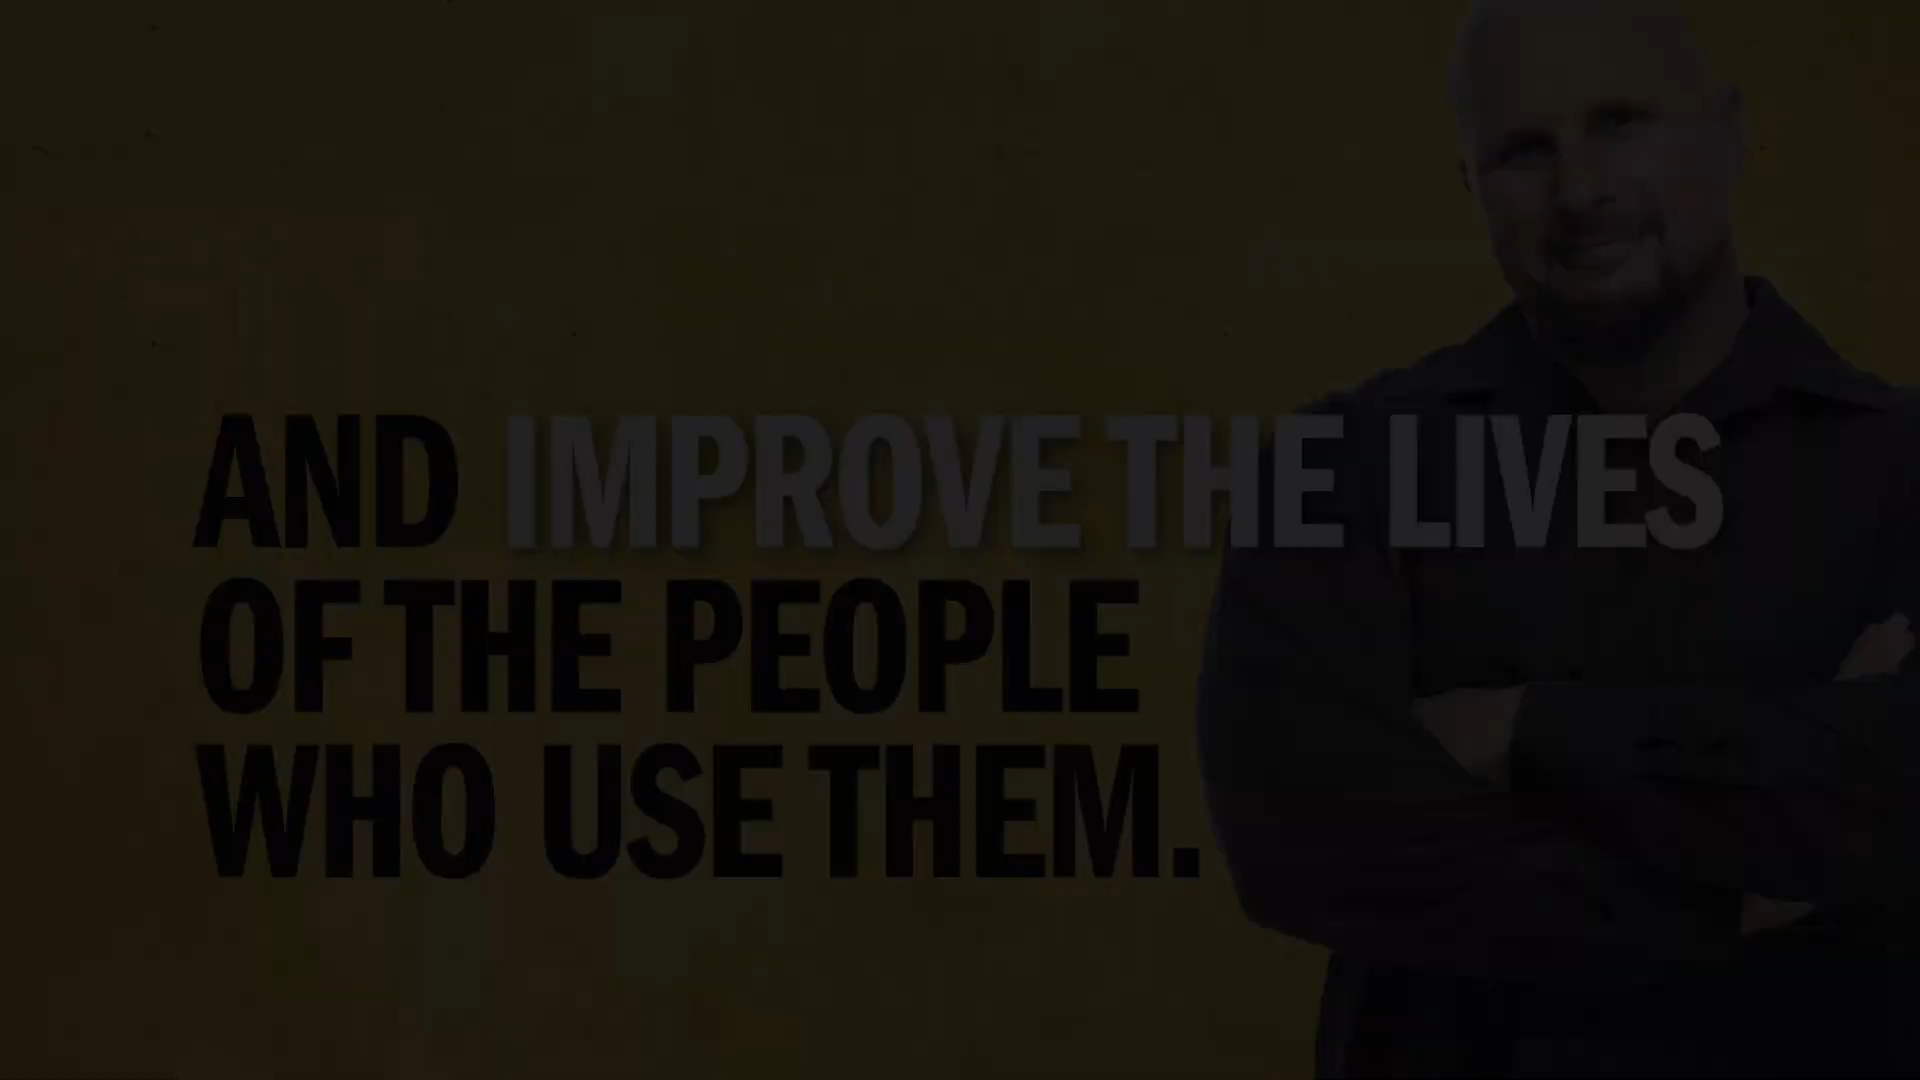 AND IMPROVE THE LIVES
OF THE PEOPLE
WHO USE THEM.